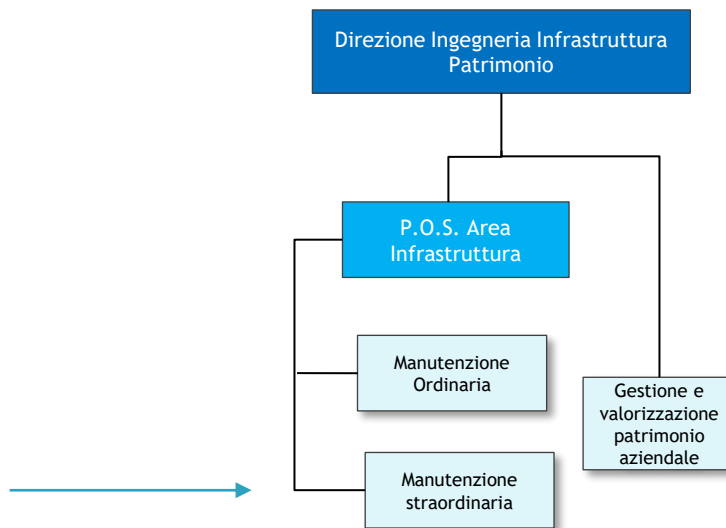 Direzione Ingegneria Infrastruttura
Patrimonio
P.O.S. Area
Infrastruttura
Manutenzione
Ordinaria
Gestione e
valorizzazione
patrimonio
aziendale
Manutenzione
straordinaria